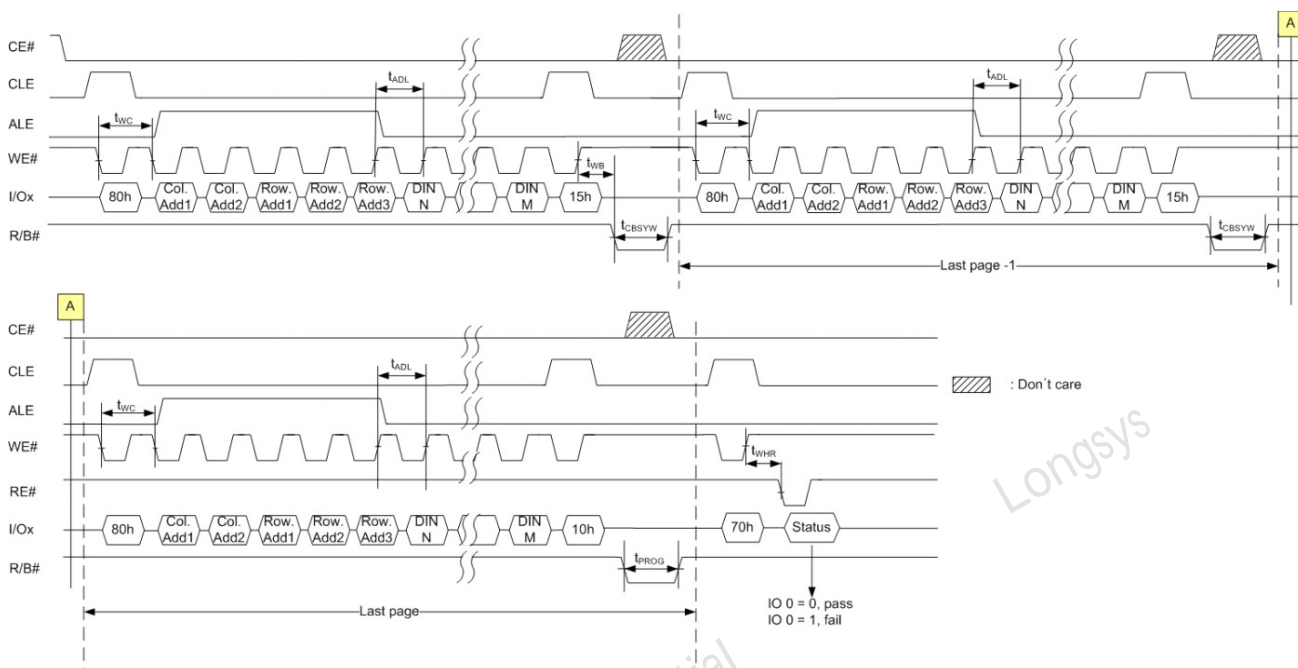 A
CE#
CLE
tADL tADL
ALE
tWC tWC
WE#
tWB
I/Ox 80h Col. Add1 Col. Add2 Row. Add1 Row. Add2 Row. Add3 DIN N DIN M 15h 80h Col. Add1 Col. Add2 Row. Add1 Row. Add2 Row. Add3 DIN N DIN M 15h
tCBSYW tCBSYW
R/B#
Last page -1
A
CE#
CLE
tADL
: Don`t care
ALE
tWC
WE#
tWHR
Longsys
RE#
I/Ox 80h Col. Add1 Col. Add2 Row. Add1 Row. Add2 Row. Add3 DIN N DIN M 10h 70h Status
tPROG
R/B#
IO 0 = 0, pass
Last page
IO 0 = 1, fail